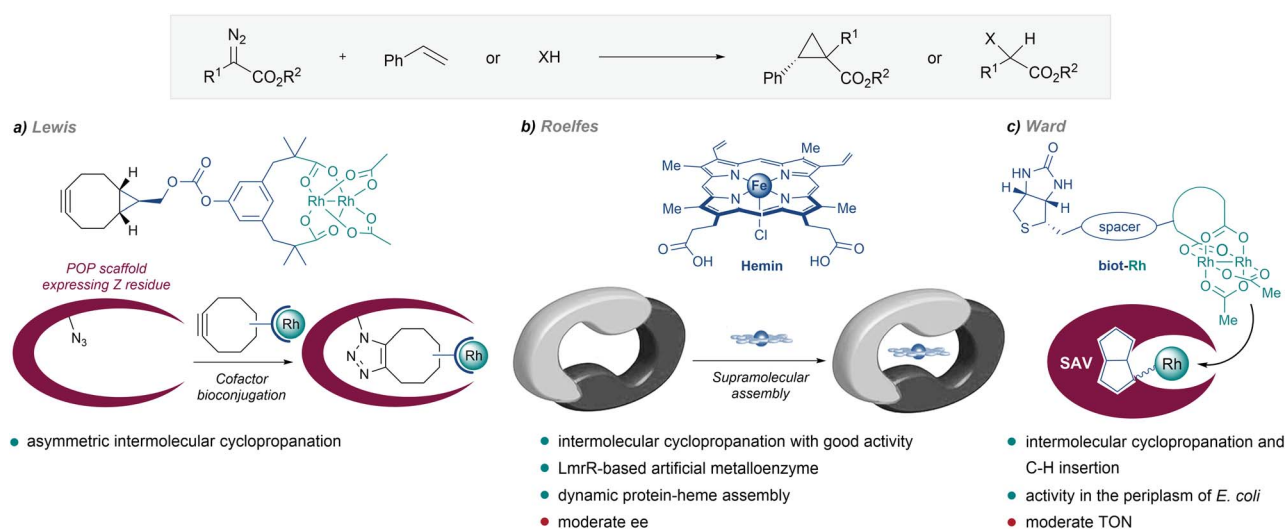 N2
R1
CO2R2
+
Ph
or
XH
R1
Ph
CO2R2
or
X
H
R1
CO2R2
a) Lewis
H
H
O
O
O
O
O
O
O
Rh
Rh
O
O
O
O
POP scaffold
expressing Z residue
N3
Rh
Cofactor
bioconjugation
N
N
N
Rh
● asymmetric intermolecular cyclopropanation
b) Roelfes
Me
Me
N
N
Fe
N
N
Me
Me
Cl
O
OH
O
HO
Hemin
Supramolecular
assembly
● intermolecular cyclopropanation with good activity
● LmrR-based artificial metalloenzyme
● dynamic protein-heme assembly
● moderate ee
c) Ward
O
HN
NH
H
H
S
spacer
biot-Rh
O
O
O
O
Rh
Rh
O
O
O
O
Me
Me
SAV
Rh
● intermolecular cyclopropanation and
C-H insertion
● activity in the periplasm of E. coli
● moderate TON